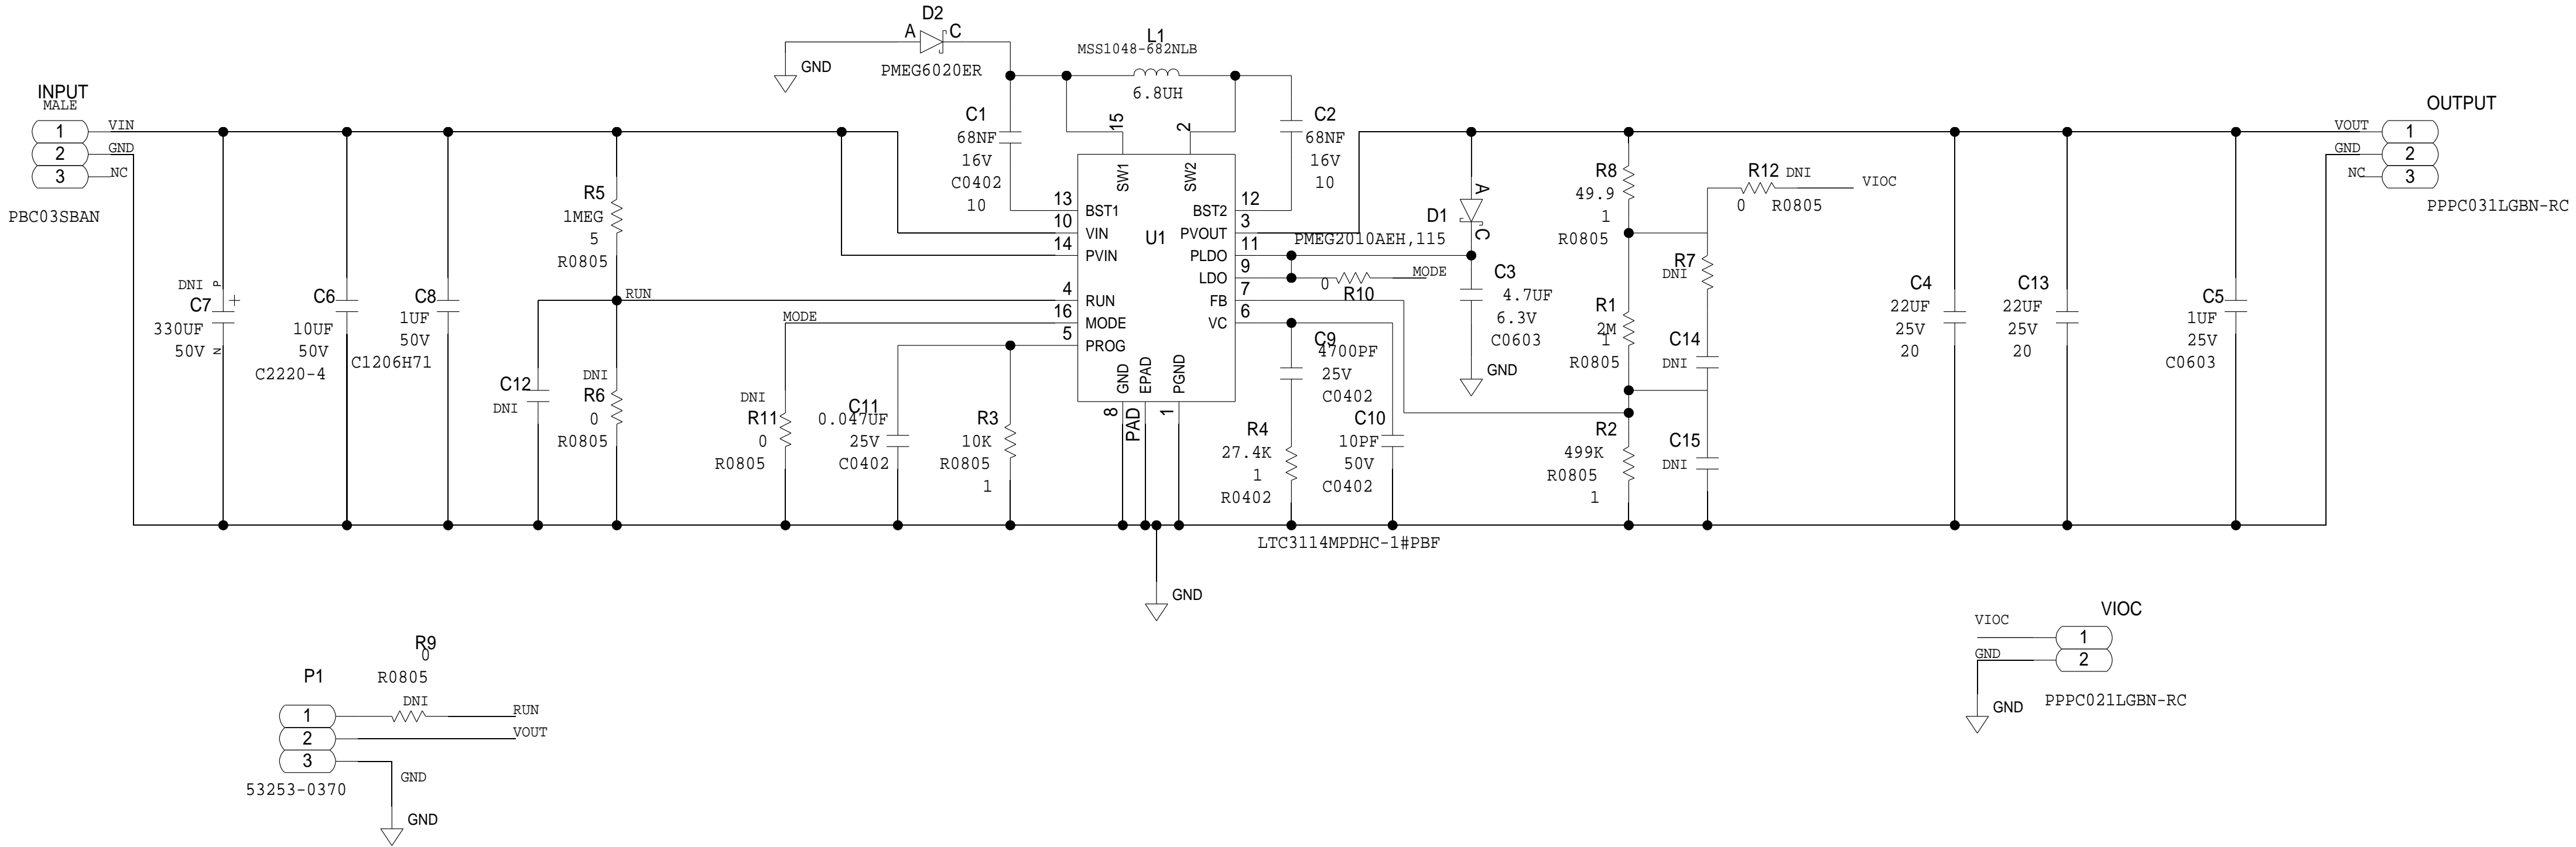 D2
A
C
GND
PMEG6020ER
L1
MSS1048-682NLB
6.8UH
INPUT
MALE
1
2
3
VIN
GND
NC
PBC03SBAN
DNI
P
C7
+
330UF
50V
N
C6
10UF
50V
C2220-4
C8
1UF
50V
C1206H71
R5
1MEG
5
R0805
RUN
C12
DNI
DNI
R6
0
R0805
MODE
DNI
R11
0
R0805
C11
0.047UF
25V
C0402
R3
10K
R0805
1
C1
68NF
16V
C0402
10
C2
68NF
16V
10
15
2
SW1
SW2
13
BST1
10
VIN
14
PVIN
4
RUN
16
MODE
5
PROG
U1
BST2
12
PVOUT
3
PLDO
11
LDO
9
FB
7
VC
6
GND
EPAD
PGND
8
PAD
1
LTC3114MPDHC-1#PBF
GND
D1
A
C
PMEG2010AEH,115
0
R10
MODE
C3
4.7UF
6.3V
C0603
GND
C9
4700PF
25V
C0402
R4
27.4K
1
R0402
C10
10PF
50V
C0402
R8
49.9
1
R0805
R12
DNI
0
R0805
VIOC
R7
DNI
R1
2M
1
R0805
C14
DNI
R2
499K
R0805
1
C15
DNI
C4
22UF
25V
20
C13
22UF
25V
20
C5
1UF
25V
C0603
OUTPUT
VOUT
GND
NC
1
2
3
PPPC031LGBN-RC
P1
R9
0
R0805
DNI
1
2
3
RUN
VOUT
GND
53253-0370
GND
VIOC
VIOC
GND
1
2
GND
PPPC021LGBN-RC